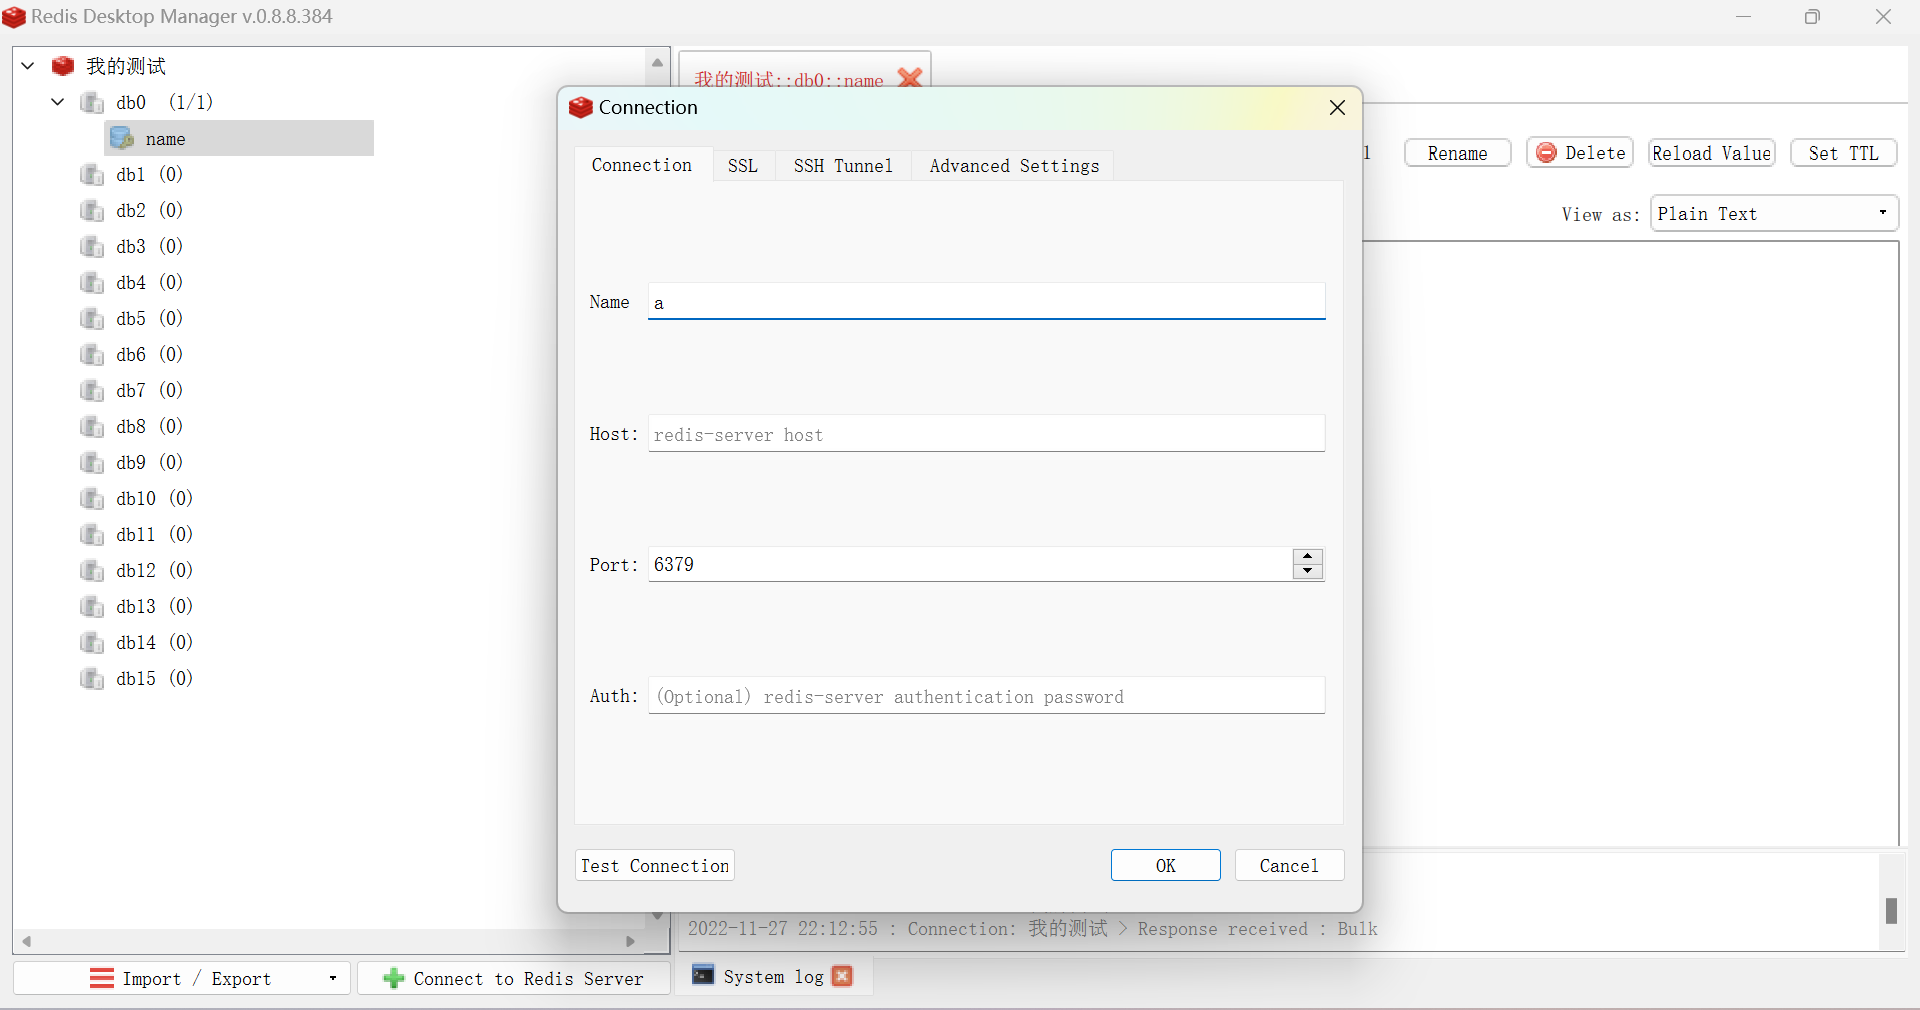 Redis Desktop Manager v.0.8.8.384
我的测试
db0 (1/1)
name
db1 (0)
db2 (0)
db3 (0)
db4 (0)
db5 (0)
db6 (0)
db7 (0)
db8 (0)
db9 (0)
db10 (0)
db11 (0)
db12 (0)
db13 (0)
db14 (0)
db15 (0)
Import / Export
Connect to Redis Server
我的测试::db0::name
Connection
Connection SSL SSH Tunnel Advanced Settings
Name a
Host: redis-server host
Port: 6379
Auth: (Optional) redis-server authentication password
Test Connection OK Cancel
1 Rename Delete Reload Value Set TTL
View as: Plain Text
2022-11-27 22:12:55 : Connection: 我的测试 > Response received : Bulk
System log